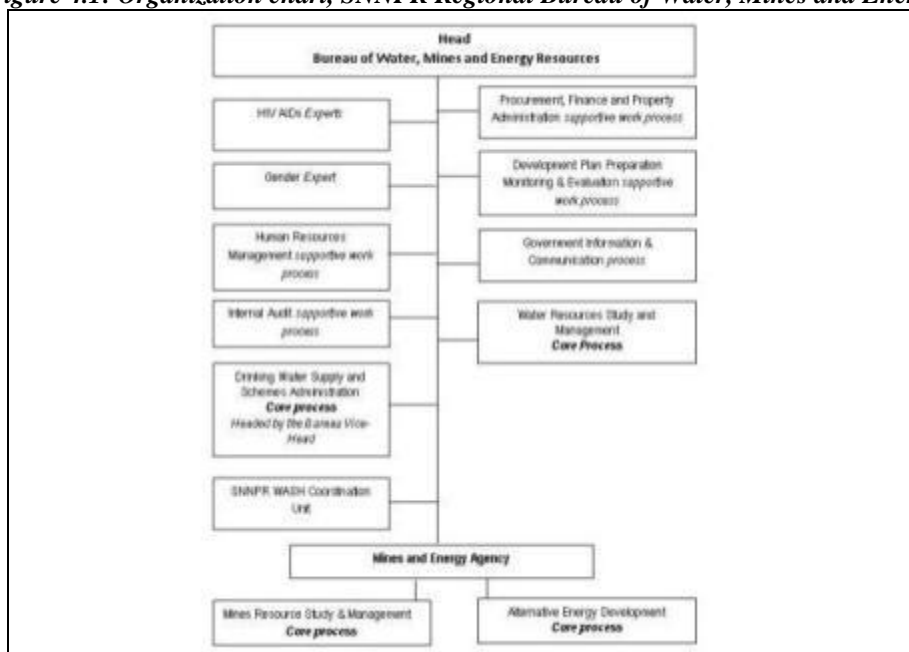 igure 4.1: Organization chart, SNNPR Regional Bureau of Water, Mines and Ener
Head
Bureau of Water, Mines and Energy Resources
HIV AIDs Experts
Procurement, Finance and Property
Administration supportive work process
Gender Expert
Development Plan Preparation
Monitoring & Evaluation supportive
work process
Human Resources
Management supportive work
process
Government Information &
Communication process
Internal Audit supportive work
process
Water Resources Study and
Management
Core Process
Drinking Water Supply and
Schemes Administration
Core process
Headed by the Bureau Vice-
Head
SNNPR WASH Coordination
Unit
Mines and Energy Agency
Mines Resource Study & Management
Core process
Alternative Energy Development
Core process